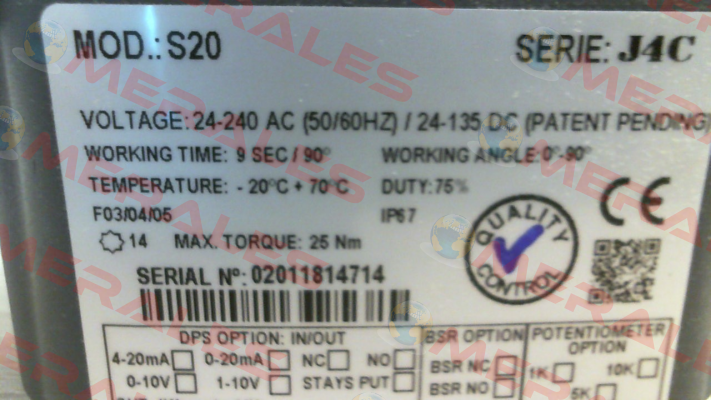 MOD.: S20 SERIE: J4C
VOLTAGE: 24-240 AC (50/60HZ) / 24-135 DC (PATENT PENDING)
WORKING TIME: 9 SEC / 90° WORKING ANGLE: 0°-90°
TEMPERATURE: - 20°C + 70°C DUTY: 75%
F03/04/05 IP67 CE
14 MAX. TORQUE: 25 Nm
QUALITY CONTROL
SERIAL Nº: 02011814714
DPS OPTION: IN/OUT BSR OPTION POTENTIOMETER OPTION
4-20mA 0-20mA NC NO BSR NC 1K 10K
0-10V 1-10V STAYS PUT BSR NO 5K
MERALES
MERALES
MERALES